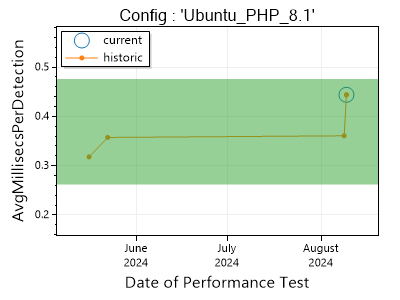 Config : 'Ubuntu_PHP_8.1'
current
historic
AvgMillisecsPerDetection
0.5
0.4
0.3
0.2
June
2024
July
2024
August
2024
Date of Performance Test